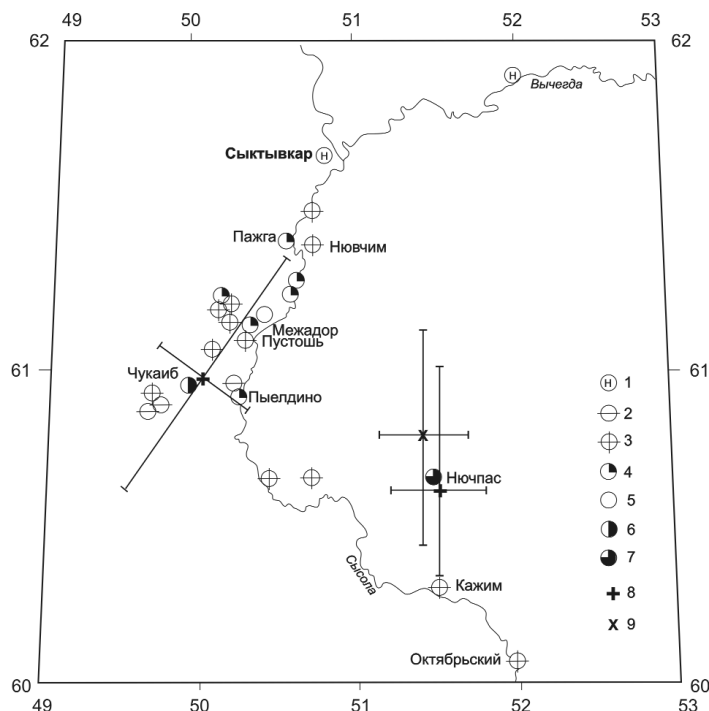 49 50 51 52 53
62 62
Н
Вычегда
Сыктывкар Н
Пажга
Нювчим
Межадор
Пустошь
61 61
Чукаиб
Н 1
Пыелдино 2
3
4
Нючпас
5
6
7
Сысола
Кажим
8
x 9
Октябрьский
60 60
49 50 51 52 53